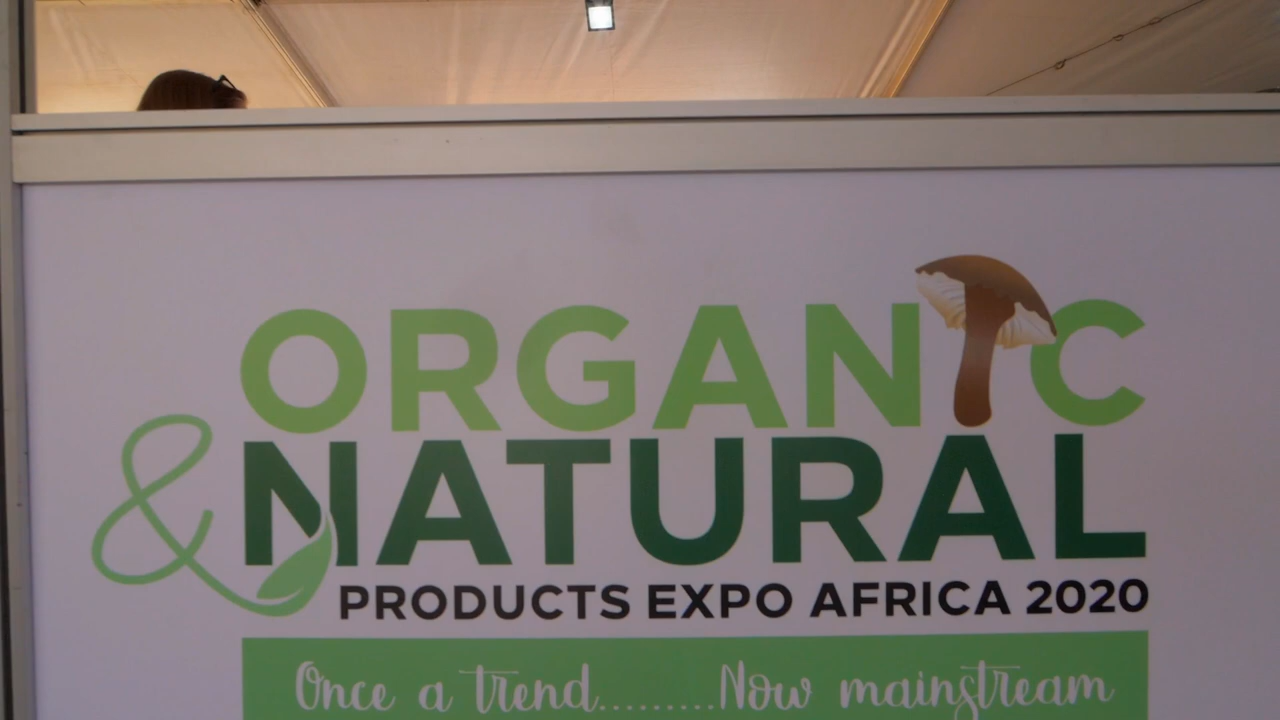 ORGANIC
& NATURAL
PRODUCTS EXPO AFRICA 2020
Once a trend.........Now mainstream